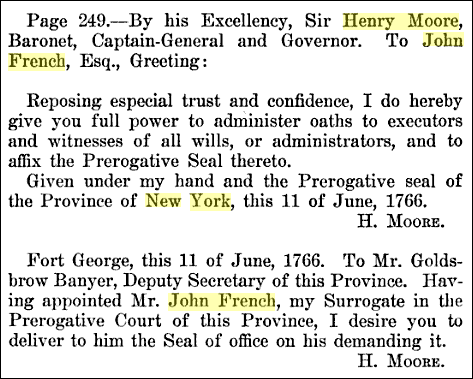 Page 249.—By his Excellency, Sir Henry Moore,
Baronet, Captain-General and Governor. To John
French, Esq., Greeting:
Reposing especial trust and confidence, I do hereby
give you full power to administer oaths to executors
and witnesses of all wills, or administrators, and to
affix the Prerogative Seal thereto.
Given under my hand and the Prerogative seal of
the Province of New York, this 11 of June, 1766.
H. Moore.
Fort George, this 11 of June, 1766. To Mr. Golds-
brow Banyer, Deputy Secretary of this Province. Hav-
ing appointed Mr. John French, my Surrogate in the
Prerogative Court of this Province, I desire you to
deliver to him the Seal of office on his demanding it.
H. Moore.